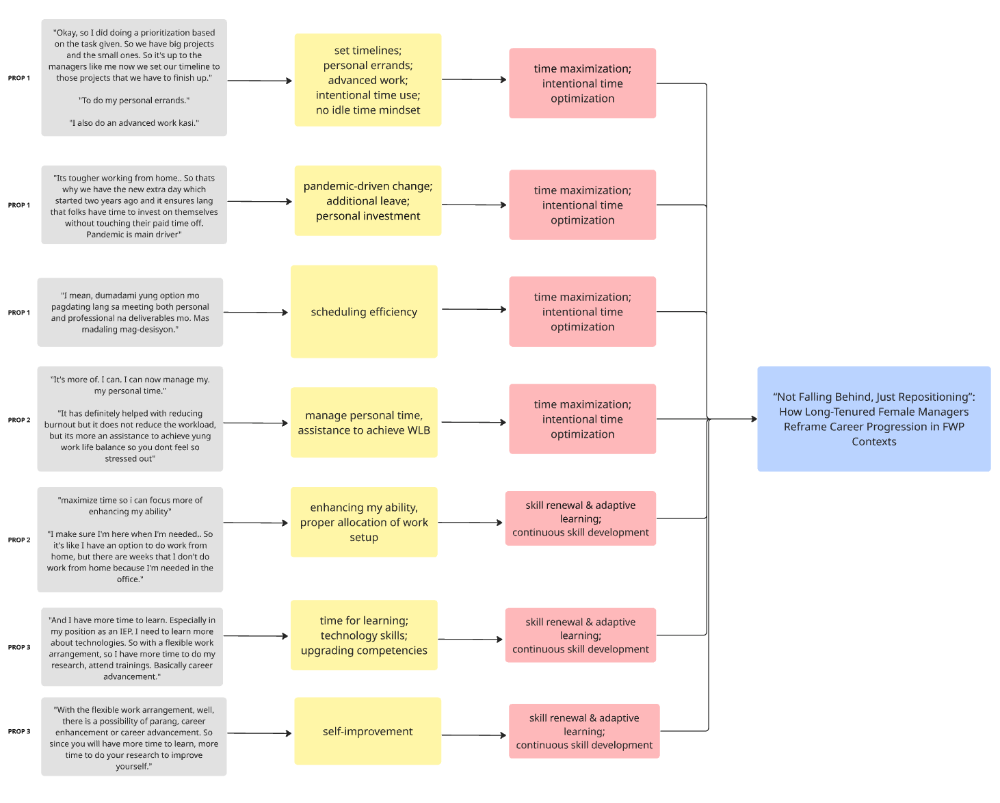 PROP 1
"Okay, so I did doing a prioritization based
on the task given. So we have big projects
and the small ones. So it's up to the
managers like me now we set our timeline to
those projects that we have to finish up."
"To do my personal errands."
"I also do an advanced work kasi."
set timelines;
personal errands;
advanced work;
intentional time use;
no idle time mindset
time maximization;
intentional time
optimization
PROP 1
"Its tougher working from home.. So thats
why we have the new extra day which
started two years ago and it ensures lang
that folks have time to invest on themselves
without touching their paid time off.
Pandemic is main driver"
pandemic-driven change;
additional leave;
personal investment
time maximization;
intentional time
optimization
PROP 1
"I mean, dumadami yung option mo
pagdating lang sa meeting both personal
and professional na deliverables mo. Mas
madaling mag-desisyon."
scheduling efficiency
time maximization;
intentional time
optimization
PROP 2
"It's more of. I can. I can now manage my.
my personal time."
"It has definitely helped with reducing
burnout but it does not reduce the workload,
but its more an assistance to achieve yung
work life balance so you dont feel so
stressed out"
manage personal time,
assistance to achieve WLB
time maximization;
intentional time
optimization
“Not Falling Behind, Just Repositioning”:
How Long-Tenured Female Managers
Reframe Career Progression in FWP
Contexts
PROP 2
"maximize time so i can focus more of
enhancing my ability"
"I make sure I'm here when I'm needed.. So
it's like I have an option to do work from
home, but there are weeks that I don't do
work from home because I'm needed in the
office."
enhancing my ability,
proper allocation of work
setup
skill renewal & adaptive
learning;
continuous skill development
PROP 3
"And I have more time to learn. Especially in
my position as an IEP. I need to learn more
about technologies. So with a flexible work
arrangement, so I have more time to do my
research, attend trainings. Basically career
advancement."
time for learning;
technology skills;
upgrading competencies
skill renewal & adaptive
learning;
continuous skill development
PROP 3
"With the flexible work arrangement, well,
there is a possibility of parang, career
enhancement or career advancement. So
since you will have more time to learn, more
time to do your research to improve
yourself."
self-improvement
skill renewal & adaptive
learning;
continuous skill development